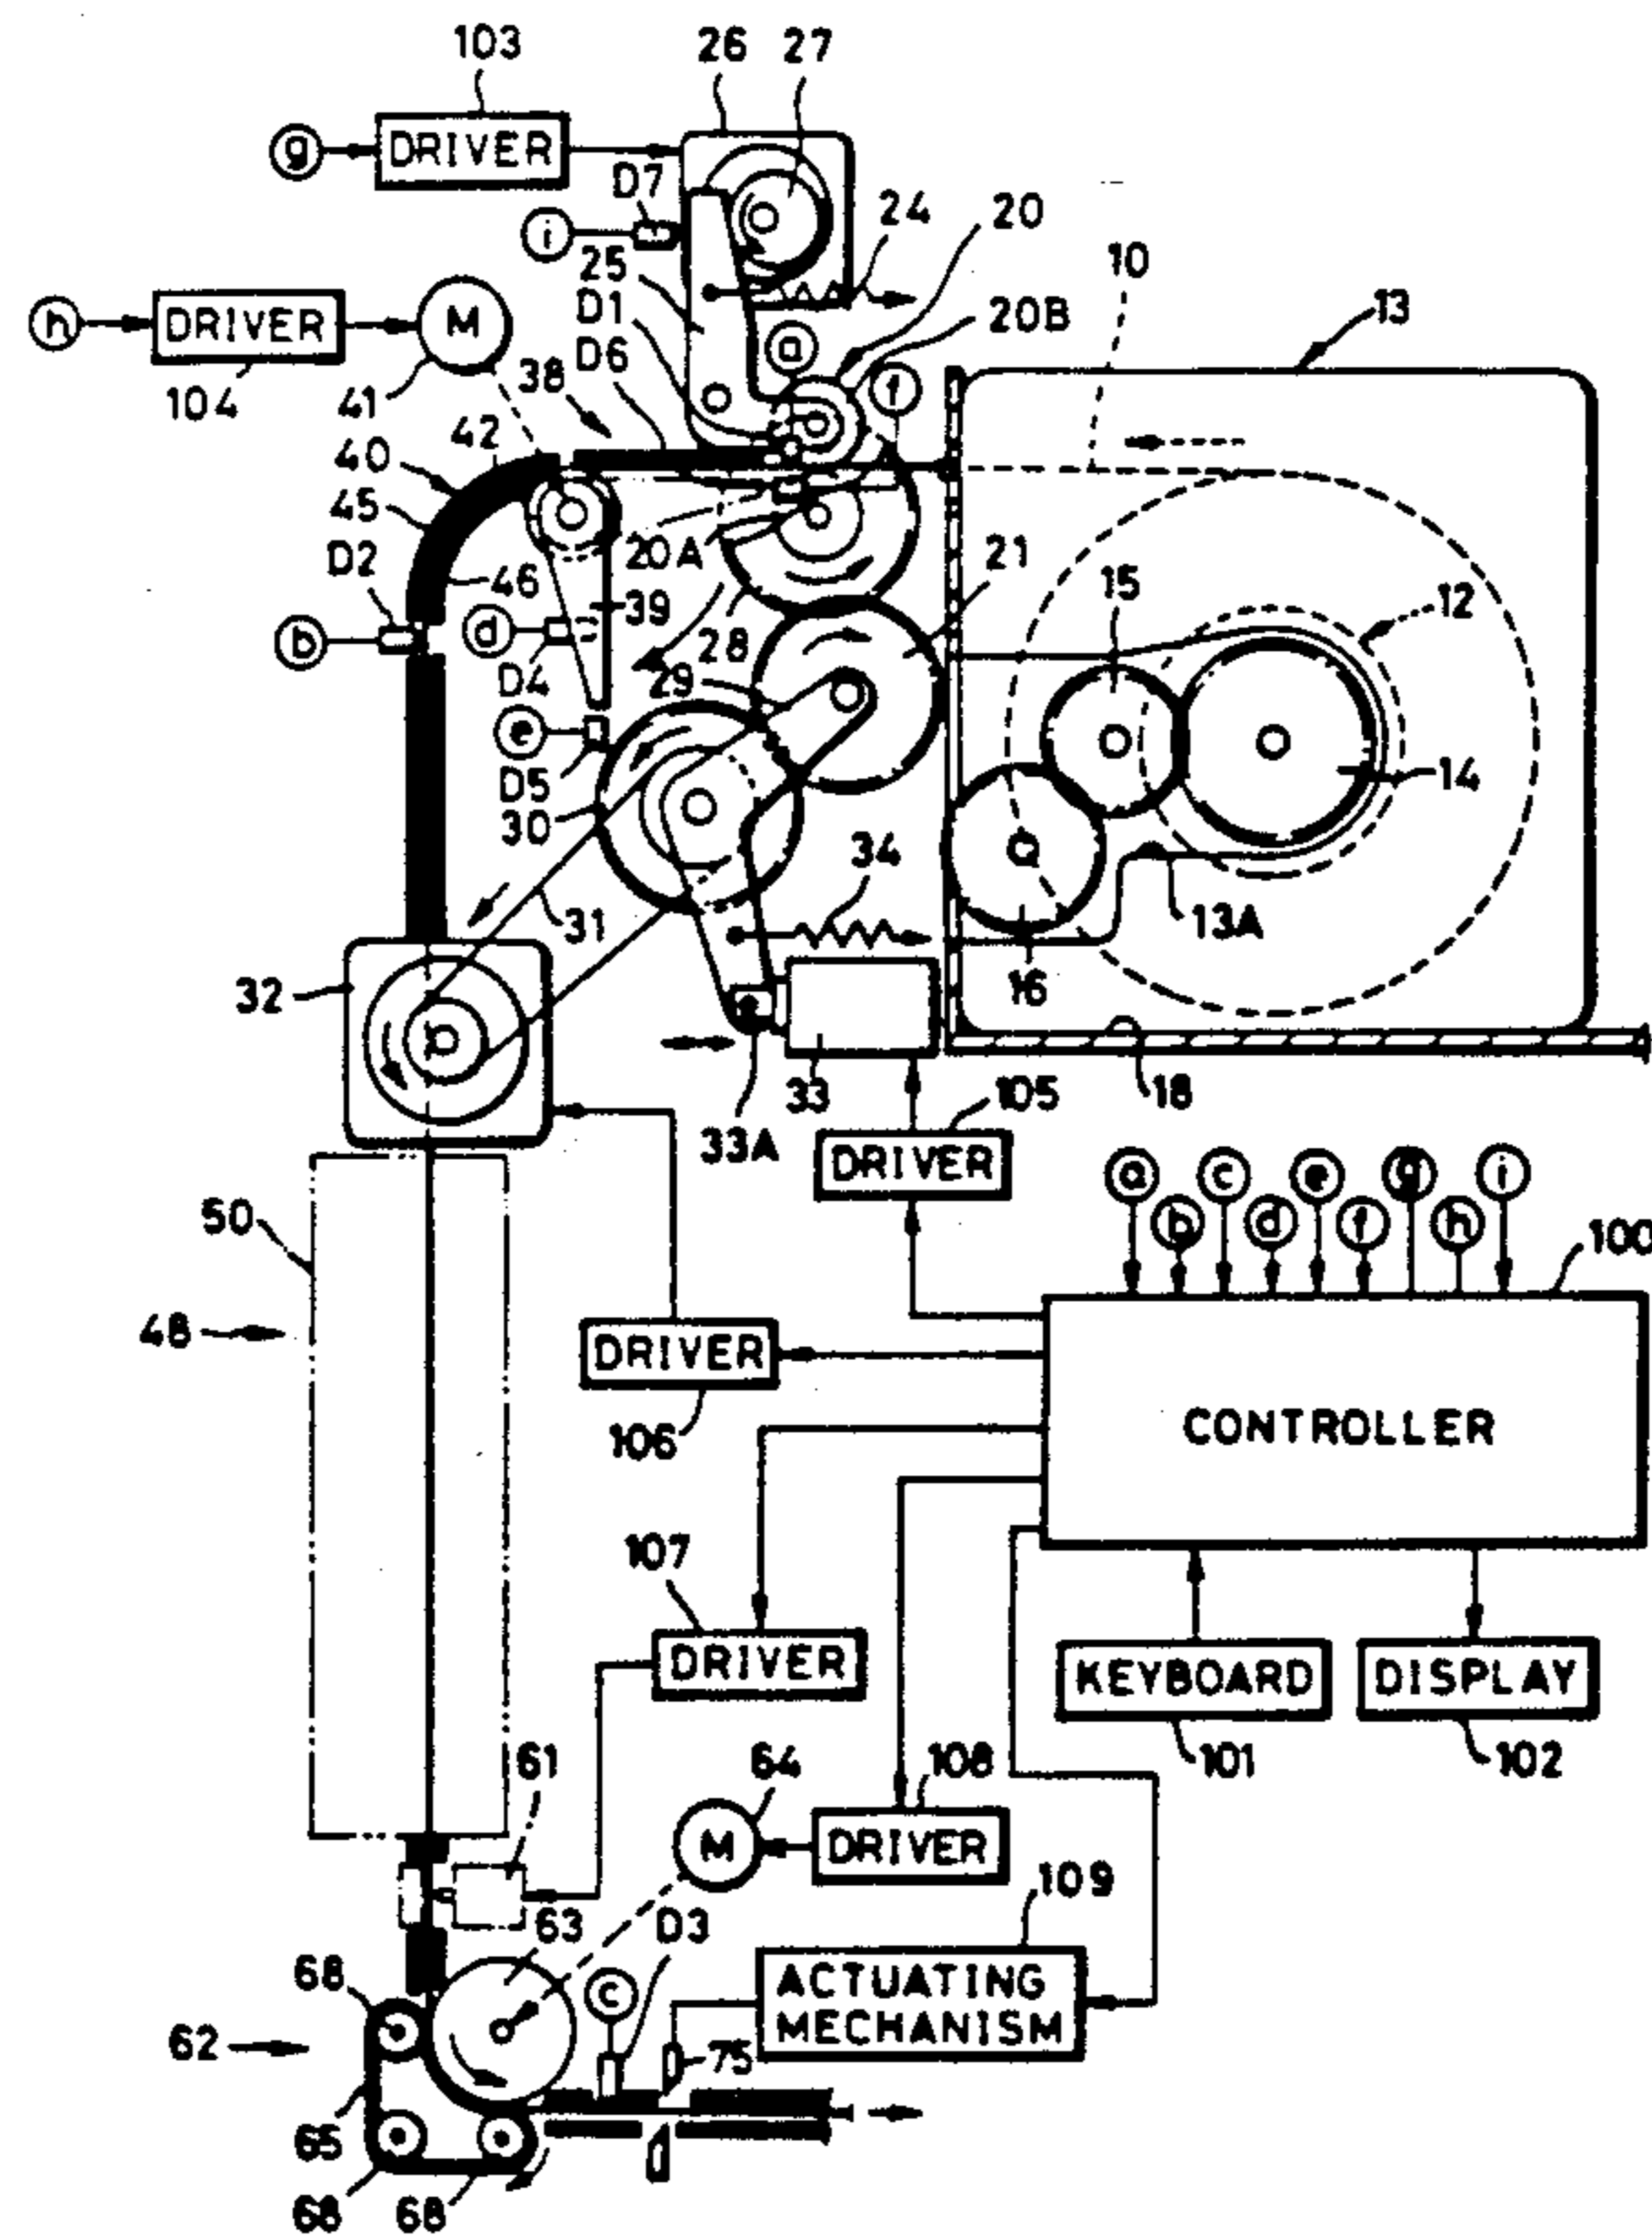 103
26 27
g DRIVER
D7
i
24 20
25
D1
D6
10
20B
13
h DRIVER M
a
104 41 38
f
42
40
45
D2
20A
21
46
15
12
b
d
39
28
D4
29
e
D5
30
14
34
31
13A
16
32
33
18
33A
105
DRIVER
a c e g i
b d f h
50
100
48
DRIVER
CONTROLLER
106
107
DRIVER
KEYBOARD DISPLAY
61 64 108
101 102
M DRIVER
109
63 D3
68
c
ACTUATING
MECHANISM
62
75
65
68 68